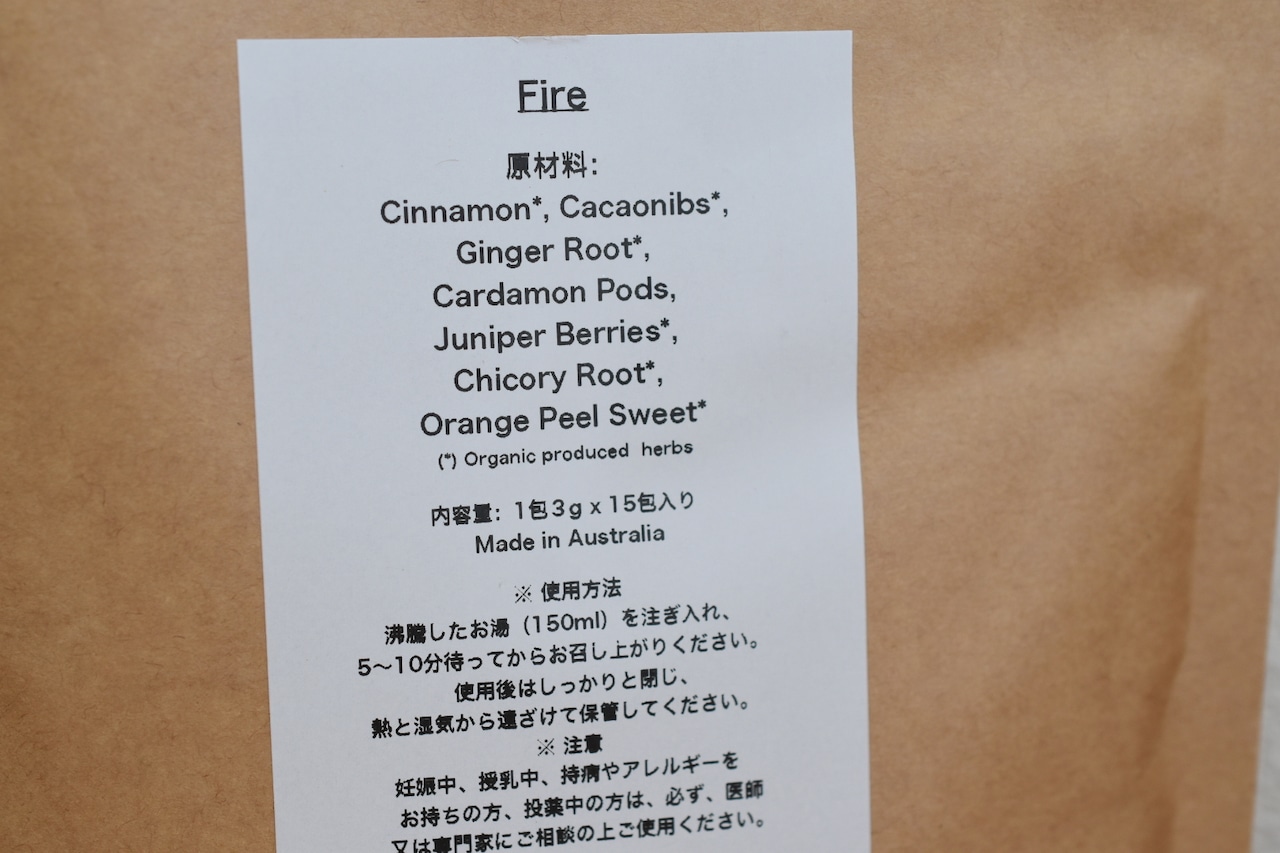 Fire
原材料:
Cinnamon*, Cacaonibs*,
Ginger Root*,
Cardamon Pods,
Juniper Berries*,
Chicory Root*,
Orange Peel Sweet*
(*) Organic produced herbs
内容量: 1包3g x 15包入り
Made in Australia
※ 使用方法
沸騰したお湯（150ml）を注ぎ入れ、
5〜10分待ってからお召し上がりください。
使用後はしっかりと閉じ、
熱と湿気から遠ざけて保管してください。
※ 注意
妊娠中、授乳中、持病やアレルギーを
お持ちの方、投薬中の方は、必ず、医師
又は専門家にご相談の上ご使用ください。